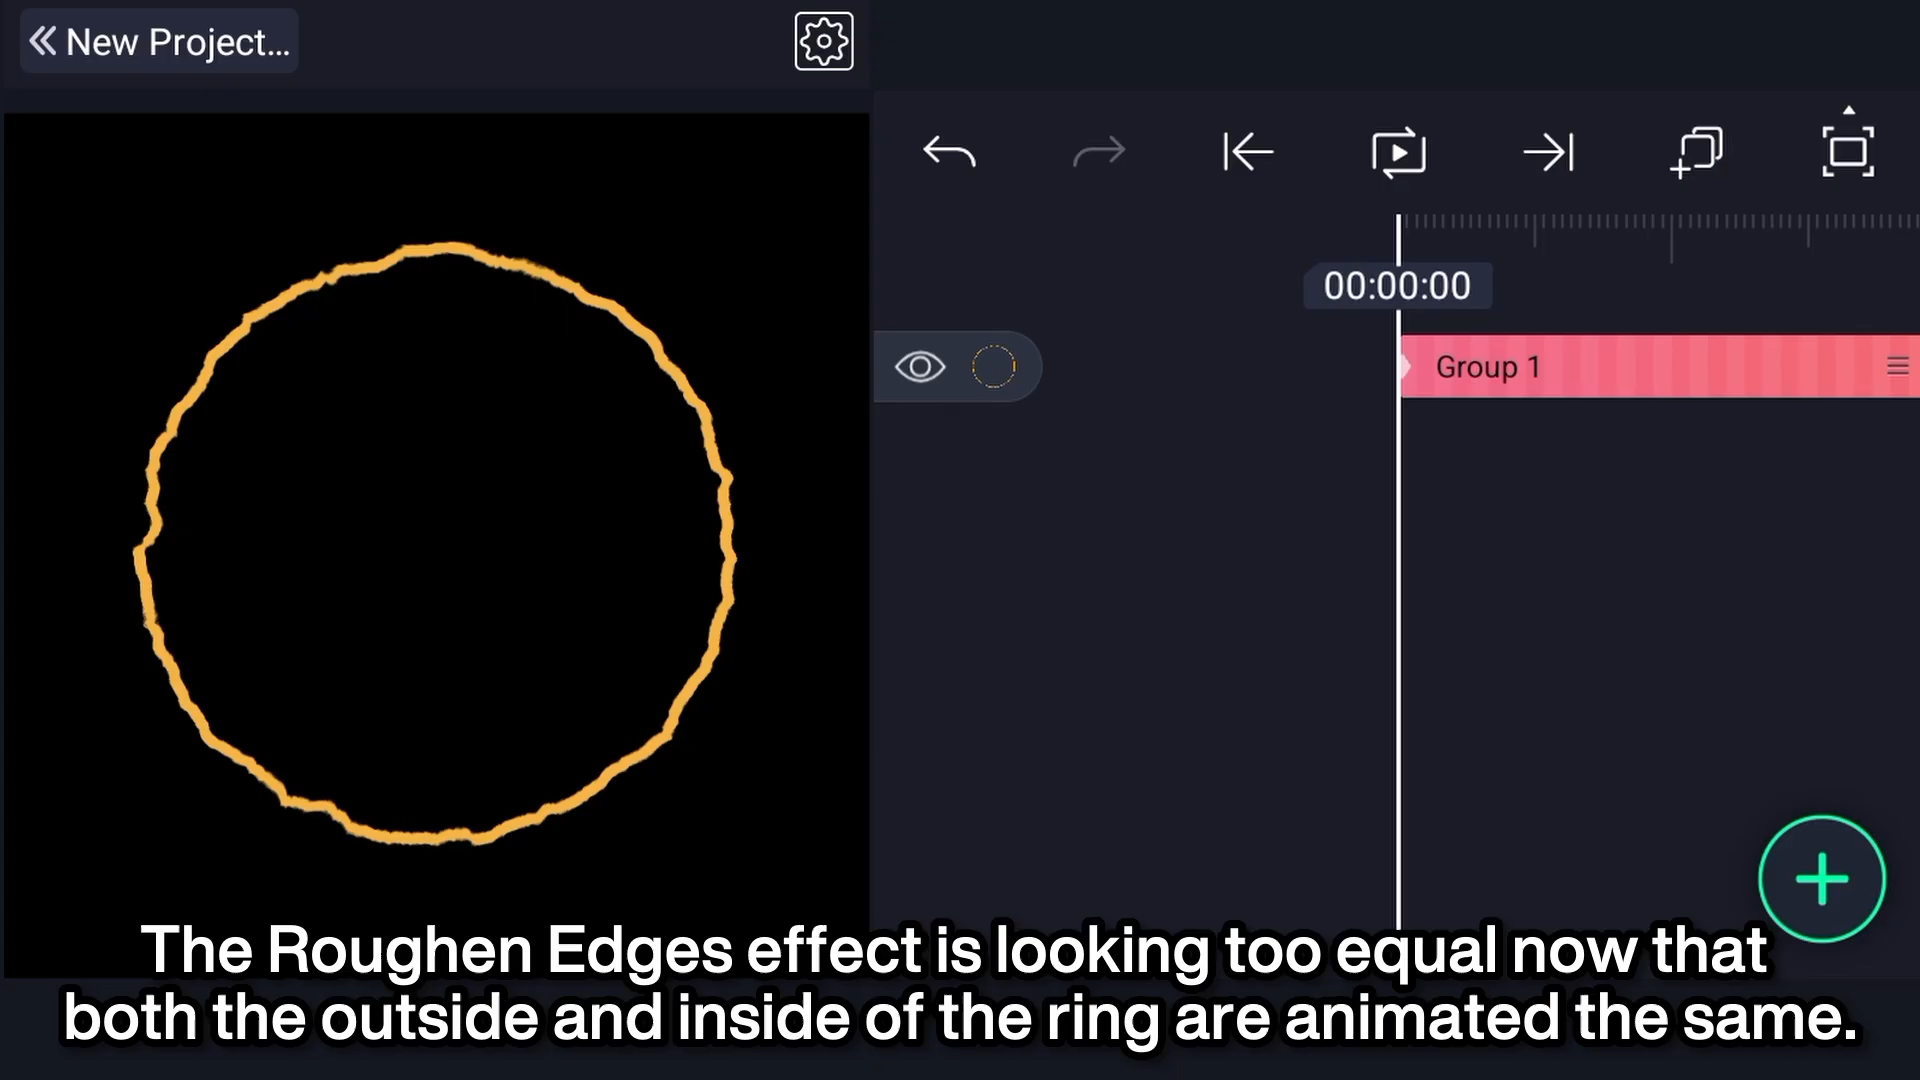 New Project...
00:00:00
Group 1
The Roughen Edges effect is looking too equal now that
both the outside and inside of the ring are animated the same.